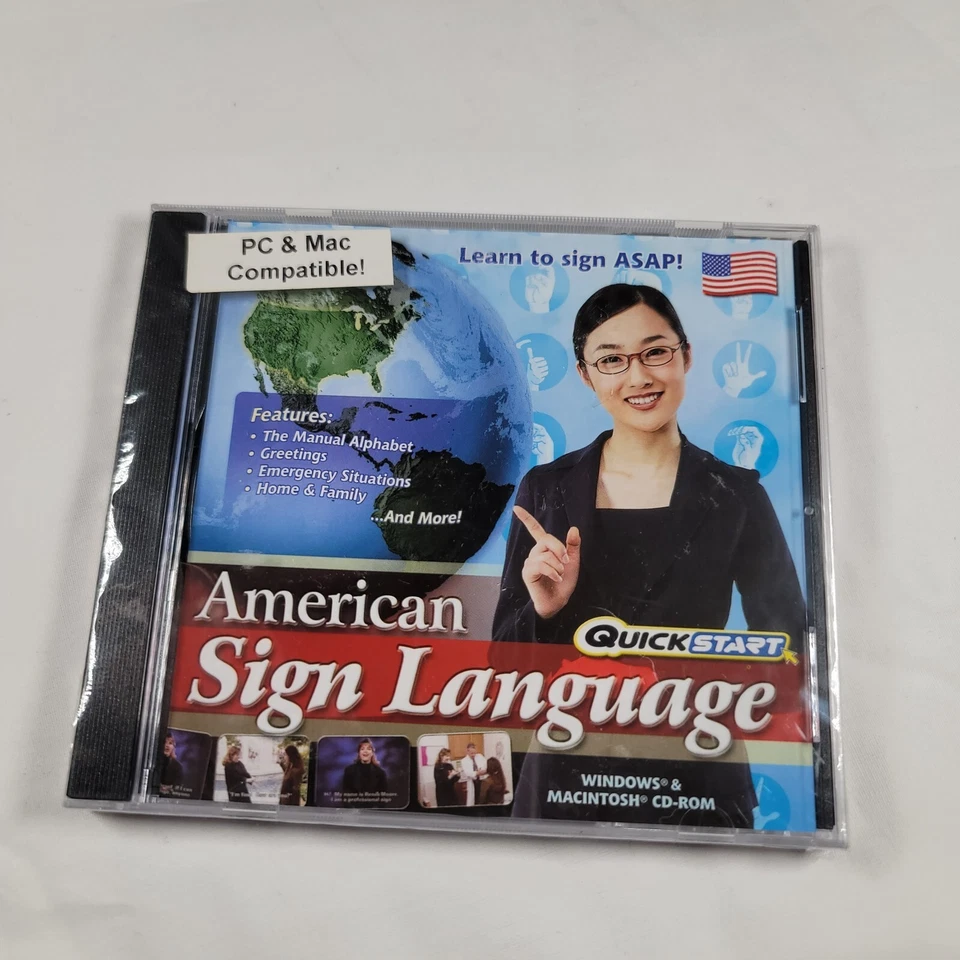 PC & Mac
Compatible!
Learn to sign ASAP!
Features:
• The Manual Alphabet
• Greetings
• Emergency Situations
• Home & Family
...And More!
American
QUICKSTART
Sign Language
WINDOWS® &
MACINTOSH® CD-ROM